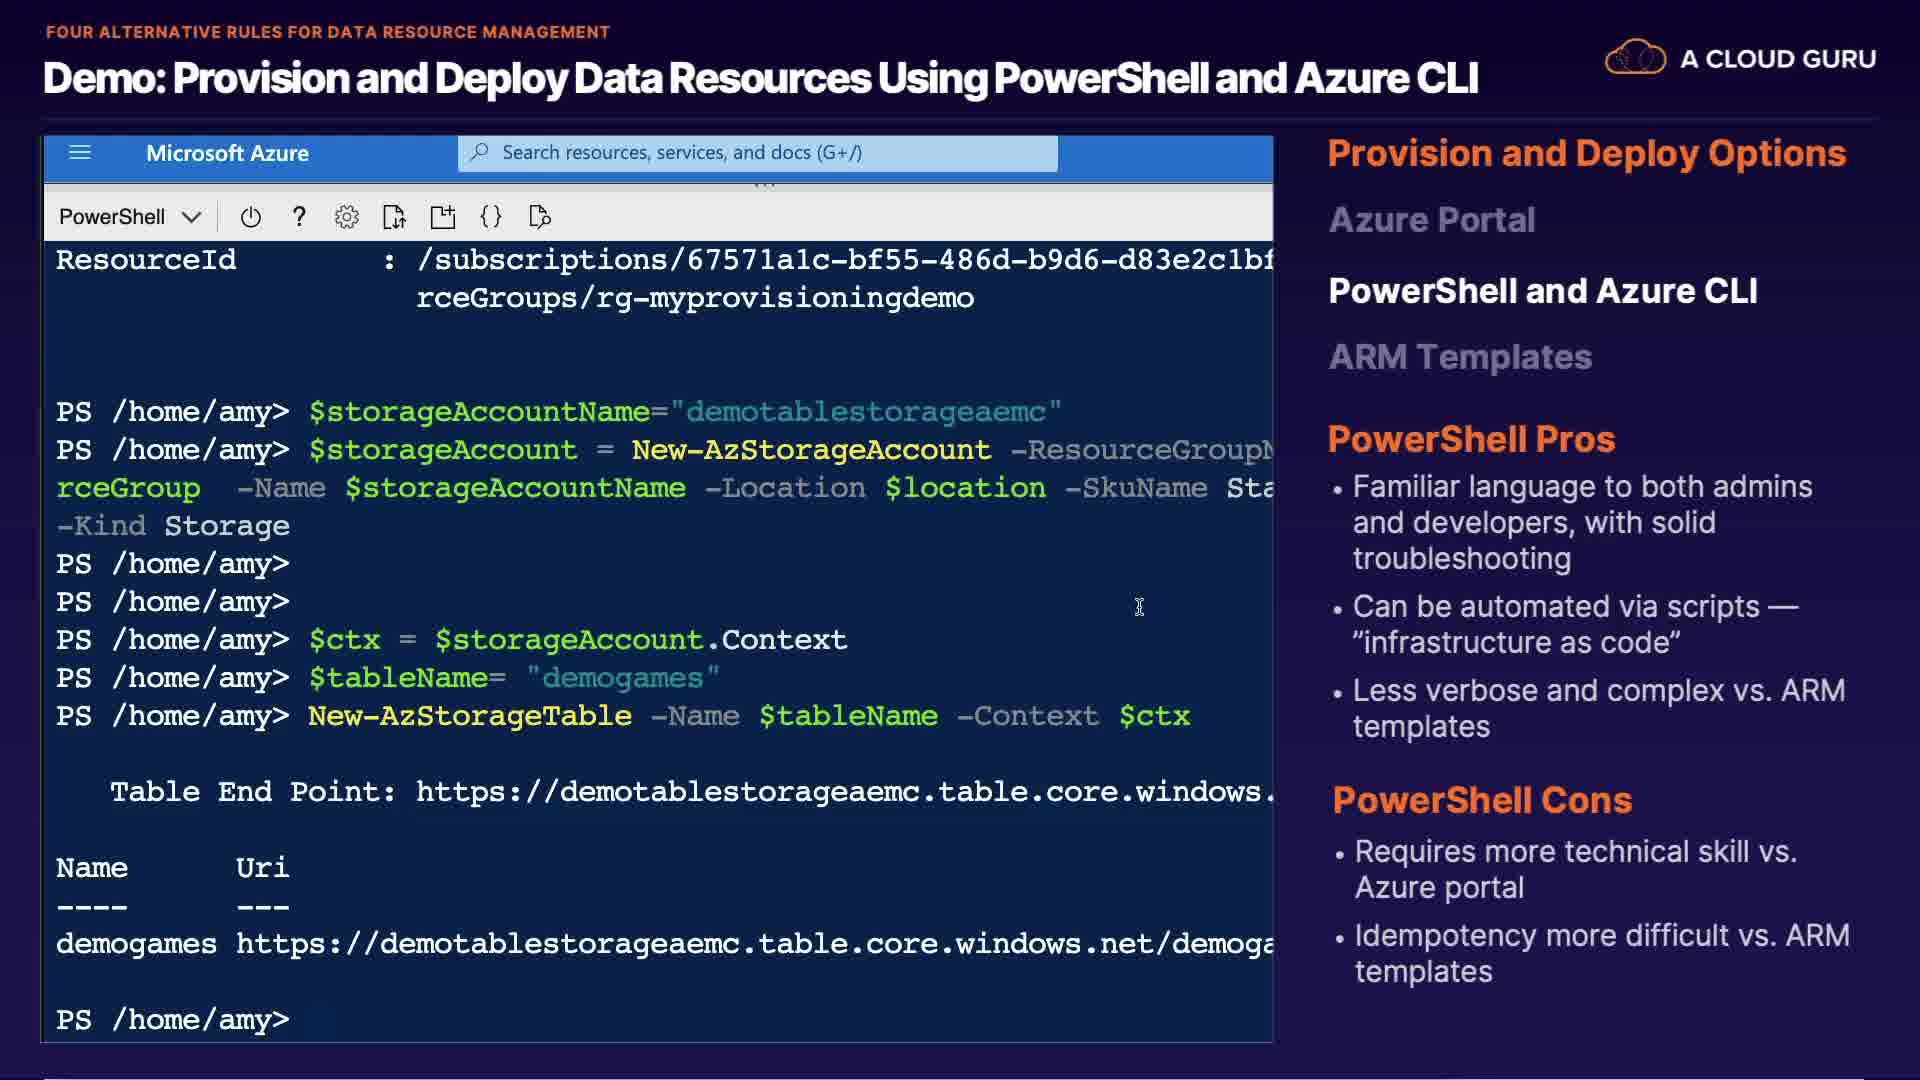 FOUR ALTERNATIVE RULES FOR DATA RESOURCE MANAGEMENT
Demo: Provision and Deploy Data Resources Using PowerShell and Azure CLI
A CLOUD GURU
Microsoft Azure
Search resources, services, and docs (G+/)
PowerShell
ResourceId : /subscriptions/67571a1c-bf55-486d-b9d6-d83e2c1bf
rceGroups/rg-myprovisioningdemo
PS /home/amy> $storageAccountName="demotablestorageaemc"
PS /home/amy> $storageAccount = New-AzStorageAccount -ResourceGroupN
rceGroup -Name $storageAccountName -Location $location -SkuName Sta
-Kind Storage
PS /home/amy>
PS /home/amy>
PS /home/amy> $ctx = $storageAccount.Context
PS /home/amy> $tableName= "demogames"
PS /home/amy> New-AzStorageTable -Name $tableName -Context $ctx
Table End Point: https://demotablestorageaemc.table.core.windows.
Name Uri
---- ---
demogames https://demotablestorageaemc.table.core.windows.net/demoga
PS /home/amy>
Provision and Deploy Options
Azure Portal
PowerShell and Azure CLI
ARM Templates
PowerShell Pros
• Familiar language to both admins
and developers, with solid
troubleshooting
• Can be automated via scripts —
"infrastructure as code"
• Less verbose and complex vs. ARM
templates
PowerShell Cons
• Requires more technical skill vs.
Azure portal
• Idempotency more difficult vs. ARM
templates